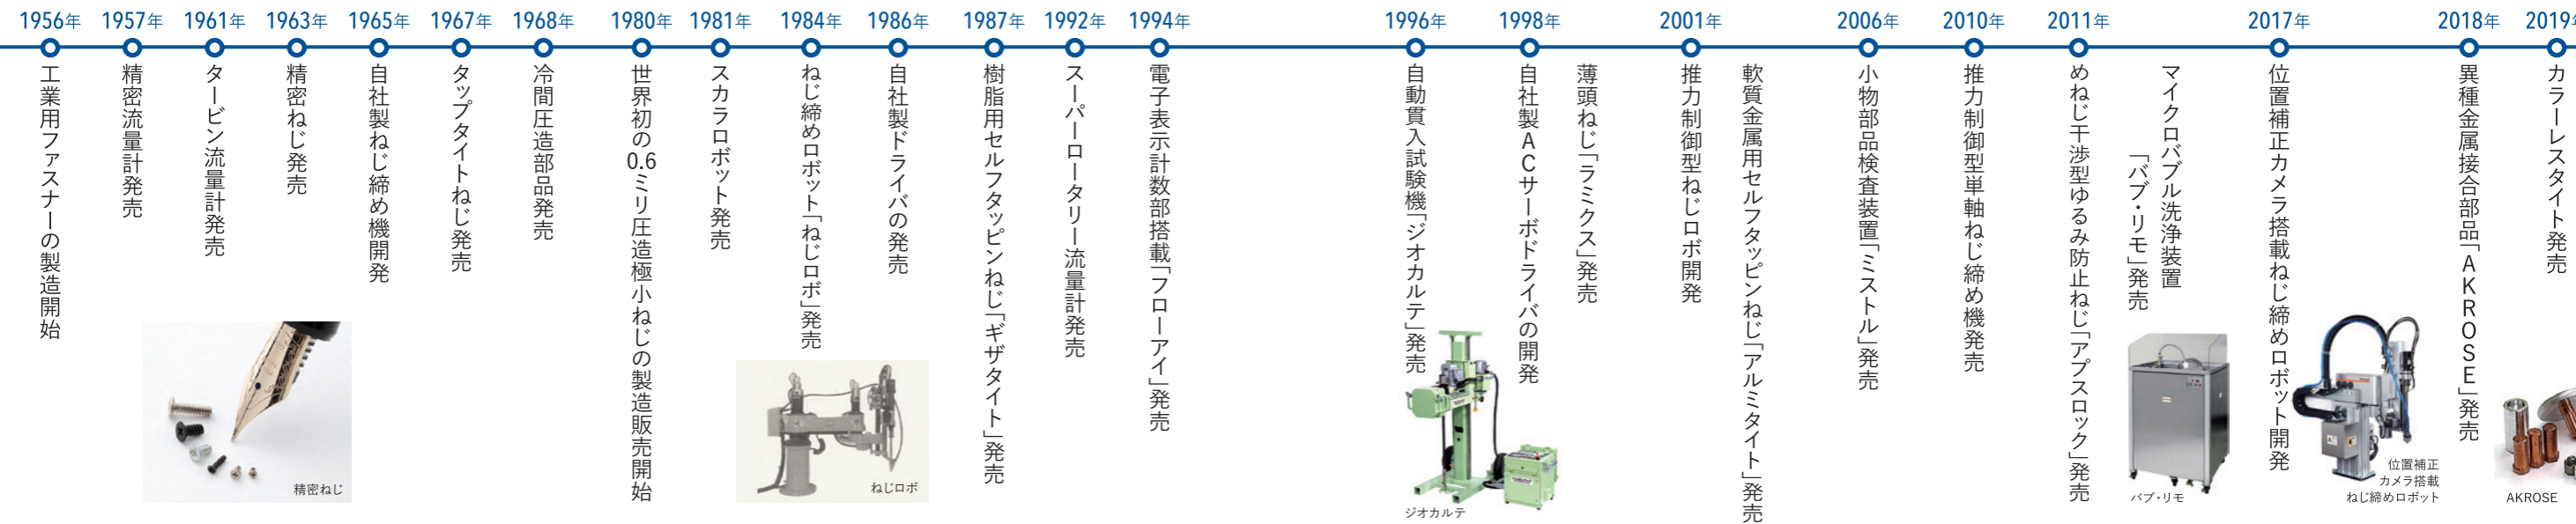 1956年
工業用ファスナーの製造開始
1957年
精密流量計発売
1961年
タービン流量計発売
1963年
精密ねじ発売
1965年
自社製ねじ締め機開発
1967年
タップタイトねじ発売
1968年
冷間圧造部品発売
1980年
世界初の0.6ミリ圧造極小ねじの製造販売開始
1981年
スカラロボット発売
1984年
ねじ締めロボット「ねじロボ」発売
1986年
自社製ドライバの発売
1987年
樹脂用セルフタッピンねじ「ギザタイト」発売
1992年
スーパーロータリー流量計発売
1994年
電子表示計数部搭載「フローアイ」発売
1996年
自動貫入試験機「ジオカルテ」発売
1998年
自社製ACサーボドライバの開発
薄頭ねじ「ラミクス」発売
2001年
推力制御型ねじロボ開発
軟質金属用セルフタッピンねじ「アルミタイト」発売
2006年
小物部品検査装置「ミストル」発売
2010年
推力制御型単軸ねじ締め機発売
2011年
めねじ干渉型ゆるみ防止ねじ「アプスロック」発売
マイクロバブル洗浄装置
「バブ・リモ」発売
2017年
位置補正カメラ搭載ねじ締めロボット開発
2018年
異種金属接合部品「AKROSE」発売
2019年
カラーレスタイト発売
精密ねじ
ねじロボ
ジオカルテ
バブ・リモ
位置補正
カメラ搭載
ねじ締めロボット
AKROSE